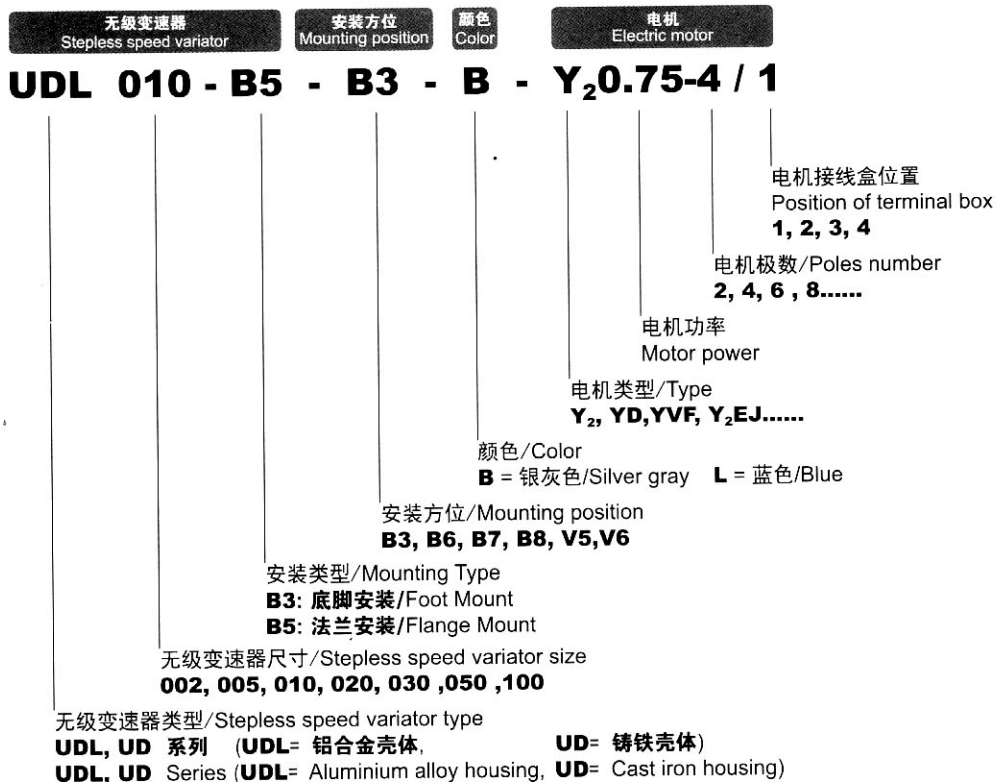 无级变速器
Stepless speed variator
安装方位
Mounting position
颜色
Color
电机
Electric motor
UDL 010 - B5 - B3 - B - Y₂0.75-4 / 1
电机接线盒位置
Position of terminal box
1, 2, 3, 4
电机极数/Poles number
2, 4, 6 , 8......
电机功率
Motor power
电机类型/Type
Y₂, YD,YVF, Y₂EJ......
颜色/Color
B = 银灰色/Silver gray L = 蓝色/Blue
安装方位/Mounting position
B3, B6, B7, B8, V5,V6
安装类型/Mounting Type
B3: 底脚安装/Foot Mount
B5: 法兰安装/Flange Mount
无级变速器尺寸/Stepless speed variator size
002, 005, 010, 020, 030 ,050 ,100
无级变速器类型/Stepless speed variator type
UDL, UD 系列 (UDL= 铝合金壳体, UD= 铸铁壳体)
UDL, UD Series (UDL= Aluminium alloy housing, UD= Cast iron housing)